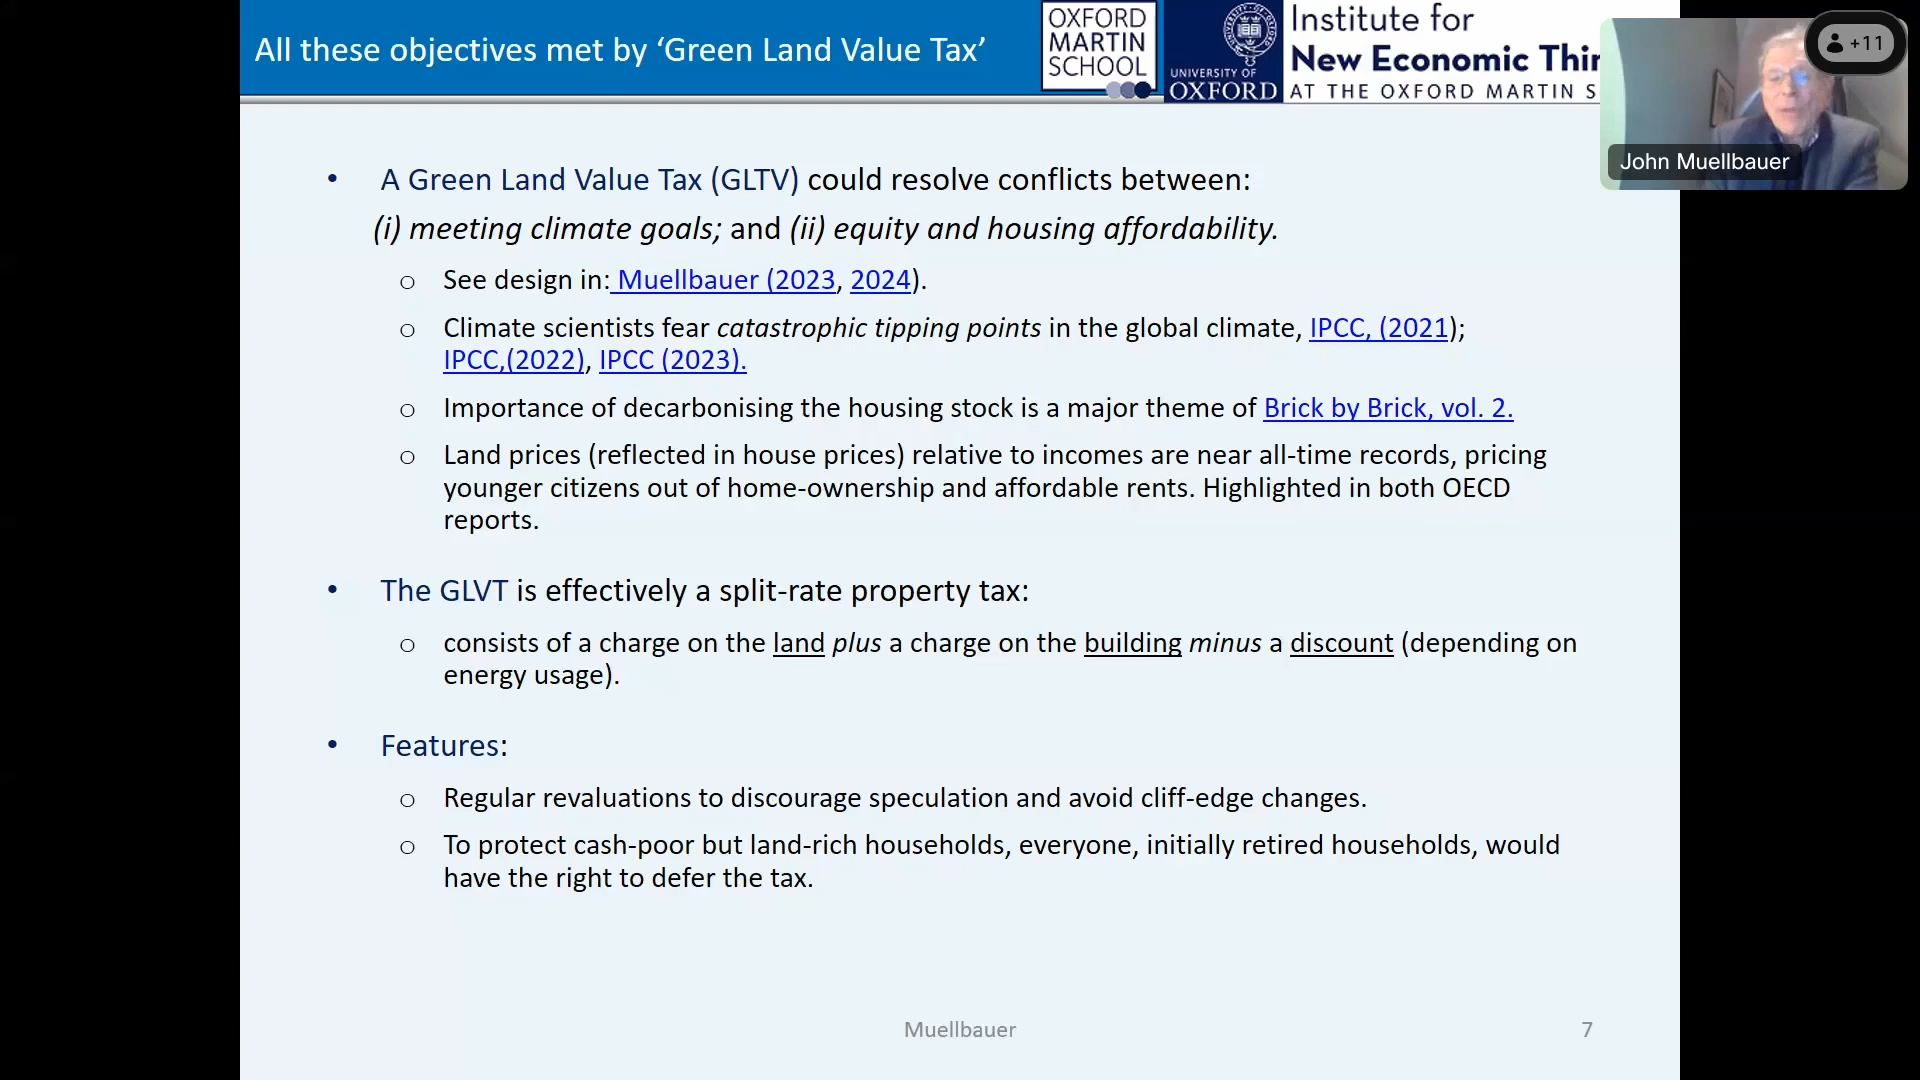 All these objectives met by ‘Green Land Value Tax’
OXFORD
MARTIN
SCHOOL
UNIVERSITY OF
OXFORD
Institute for
New Economic Thin
AT THE OXFORD MARTIN S
+11
John Muellbauer
• A Green Land Value Tax (GLTV) could resolve conflicts between:
(i) meeting climate goals; and (ii) equity and housing affordability.
o See design in: Muellbauer (2023, 2024).
o Climate scientists fear catastrophic tipping points in the global climate, IPCC, (2021);
IPCC,(2022), IPCC (2023).
o Importance of decarbonising the housing stock is a major theme of Brick by Brick, vol. 2.
o Land prices (reflected in house prices) relative to incomes are near all-time records, pricing
younger citizens out of home-ownership and affordable rents. Highlighted in both OECD
reports.
• The GLVT is effectively a split-rate property tax:
o consists of a charge on the land plus a charge on the building minus a discount (depending on
energy usage).
• Features:
o Regular revaluations to discourage speculation and avoid cliff-edge changes.
o To protect cash-poor but land-rich households, everyone, initially retired households, would
have the right to defer the tax.
Muellbauer
7